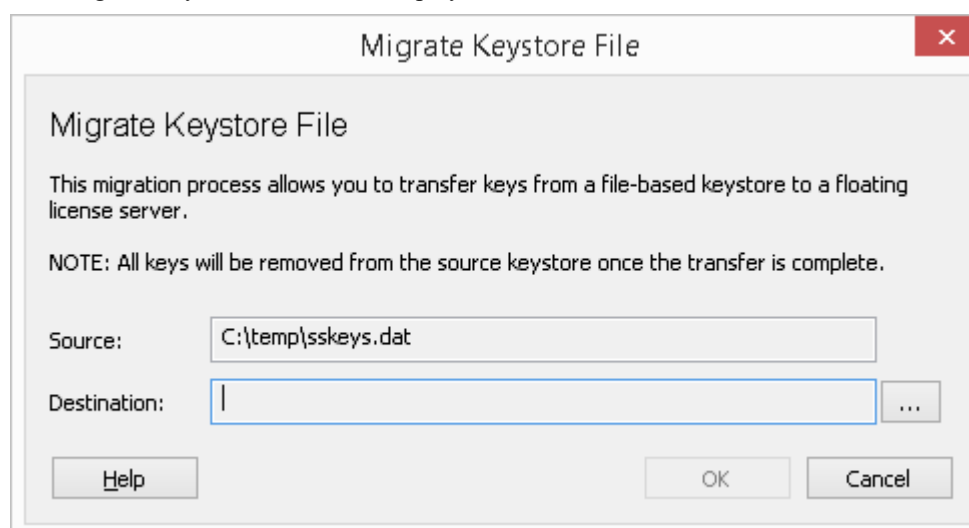 Migrate Keystore File
Migrate Keystore File
This migration process allows you to transfer keys from a file-based keystore to a floating
license server.
NOTE: All keys will be removed from the source keystore once the transfer is complete.
Source: C:\temp\sskeys.dat
Destination: ...
Help OK Cancel